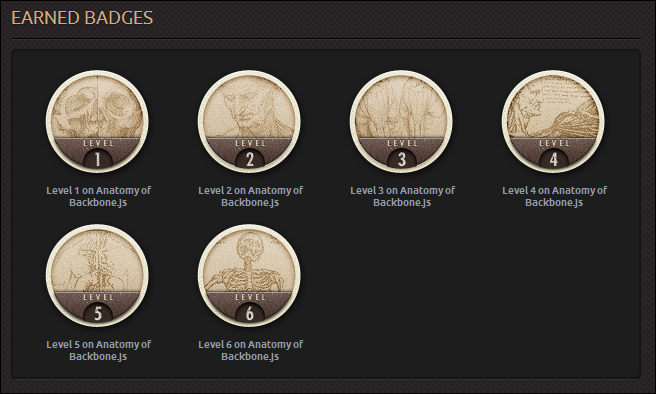 EARNED BADGES
LEVEL
1
LEVEL
2
LEVEL
3
LEVEL
4
Level 1 on Anatomy of
Backbone.js
Level 2 on Anatomy of
Backbone.js
Level 3 on Anatomy of
Backbone.js
Level 4 on Anatomy of
Backbone.js
LEVEL
5
LEVEL
6
Level 5 on Anatomy of
Backbone.js
Level 6 on Anatomy of
Backbone.js